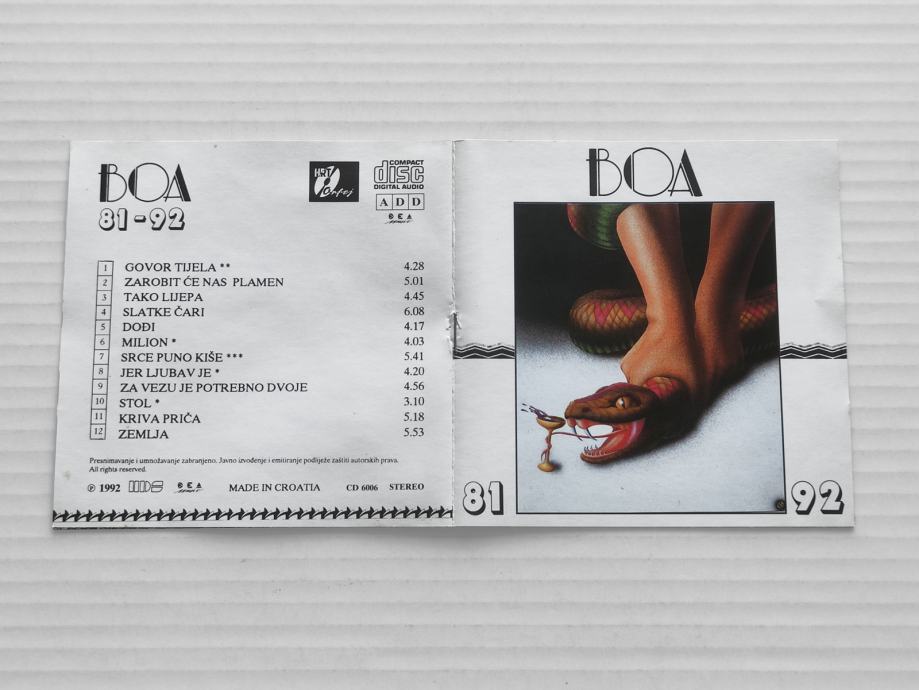 BOA
81-92
HRT
Orfej
COMPACT
disc
DIGITAL AUDIO
ADD
1 GOVOR TIJELA ** 4.28
2 ZAROBIT ĆE NAS PLAMEN 5.01
3 TAKO LIJEPA 4.45
4 SLATKE ČARI 6.08
5 DOĐI 4.17
6 MILION * 4.03
7 SRCE PUNO KIŠE *** 5.41
8 JER LJUBAV JE * 4.20
9 ZA VEZU JE POTREBNO DVOJE 4.56
10 STOL * 3.10
11 KRIVA PRIČA 5.18
12 ZEMLJA 5.53
Presnimavanje i umnožavanje zabranjeno. Javno izvođenje i emitiranje podliježe zaštiti autorskih prava.
All rights reserved.
℗ 1992 MADE IN CROATIA CD 6006 STEREO
BOA
81 92